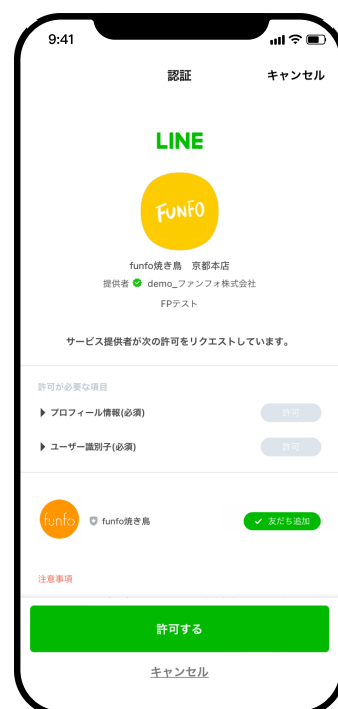 9:41
認証
キャンセル
LINE
FUNFO
funfo焼き鳥　京都本店
提供者 demo_ファンフォ株式会社
FPテスト
サービス提供者が次の許可をリクエストしています。
許可が必要な項目
プロフィール情報(必須)
許可
ユーザー識別子(必須)
許可
funfo
funfo焼き鳥
友だち追加
注意事項
許可する
キャンセル